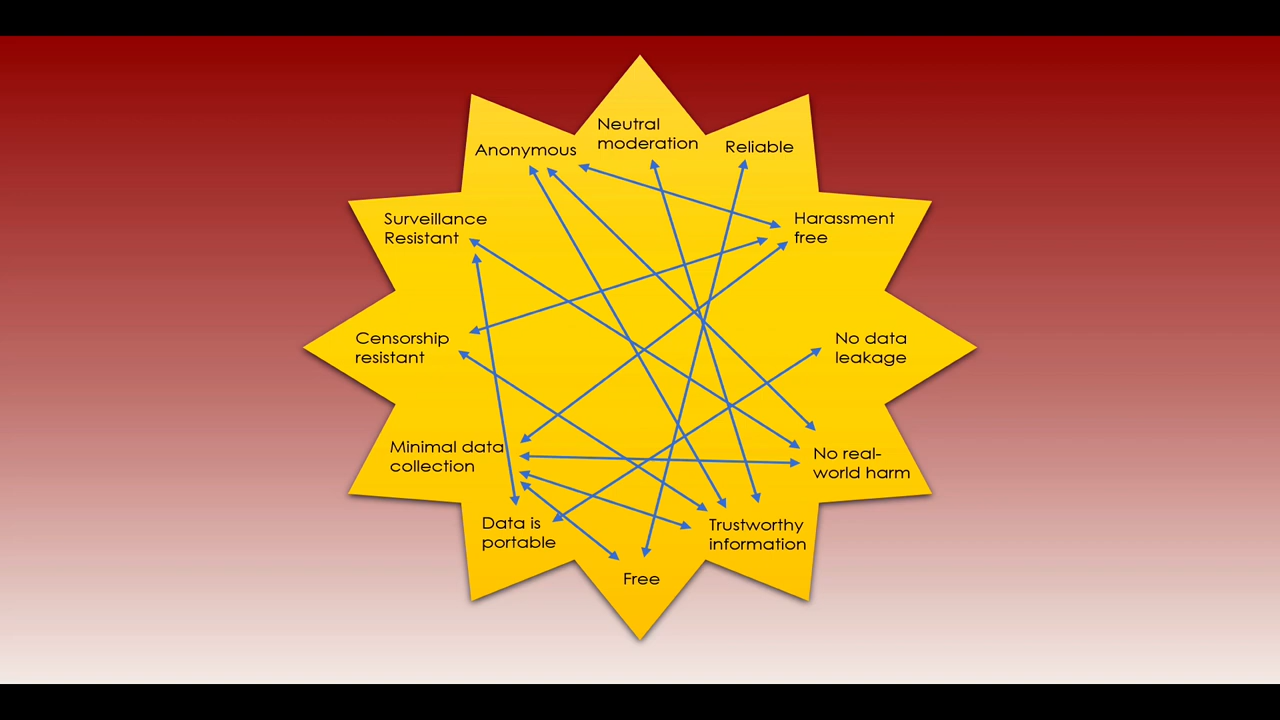 Neutral
moderation
Anonymous
Reliable
Surveillance
Resistant
Harassment
free
Censorship
resistant
No data
leakage
Minimal data
collection
No real-
world harm
Data is
portable
Trustworthy
information
Free